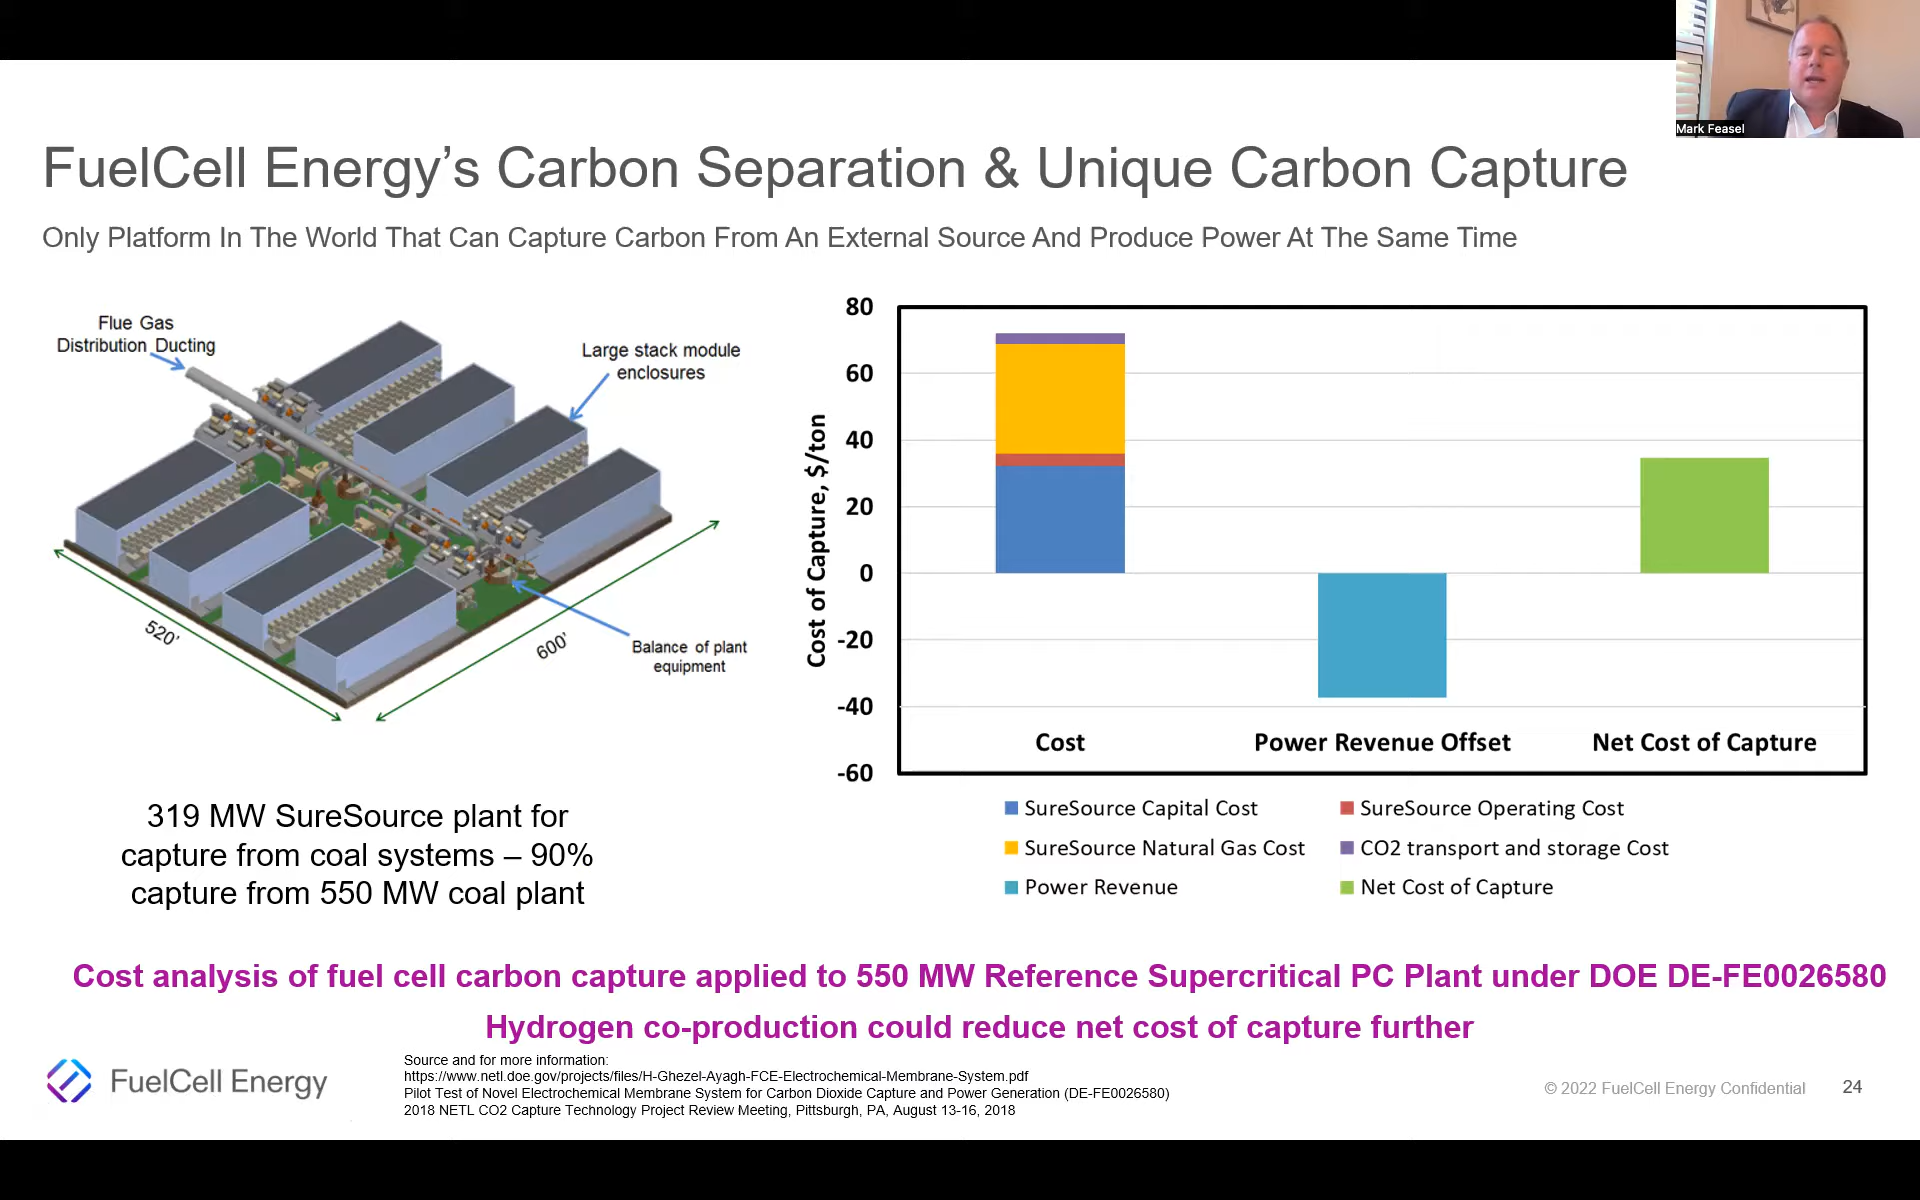 Mark Feasel
FuelCell Energy’s Carbon Separation & Unique Carbon Capture
Only Platform In The World That Can Capture Carbon From An External Source And Produce Power At The Same Time
Flue Gas
Distribution Ducting
Large stack module
enclosures
520’
600’
Balance of plant
equipment
319 MW SureSource plant for
capture from coal systems – 90%
capture from 550 MW coal plant
Cost of Capture, $/ton
80
60
40
20
0
-20
-40
-60
Cost
Power Revenue Offset
Net Cost of Capture
SureSource Capital Cost
SureSource Operating Cost
SureSource Natural Gas Cost
CO2 transport and storage Cost
Power Revenue
Net Cost of Capture
Cost analysis of fuel cell carbon capture applied to 550 MW Reference Supercritical PC Plant under DOE DE-FE0026580
Hydrogen co-production could reduce net cost of capture further
FuelCell Energy
Source and for more information:
https://www.netl.doe.gov/projects/files/H-Ghezel-Ayagh-FCE-Electrochemical-Membrane-System.pdf
Pilot Test of Novel Electrochemical Membrane System for Carbon Dioxide Capture and Power Generation (DE-FE0026580)
2018 NETL CO2 Capture Technology Project Review Meeting, Pittsburgh, PA, August 13-16, 2018
© 2022 FuelCell Energy Confidential
24